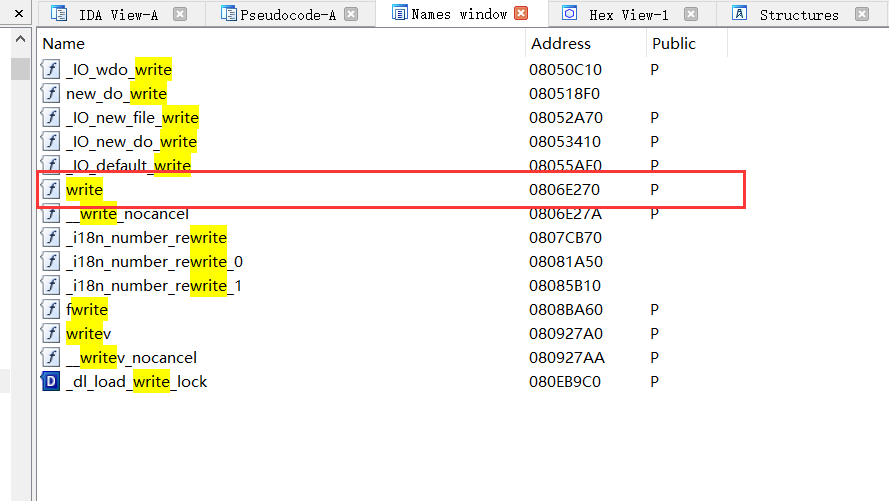 IDA View-A Pseudocode-A Names window Hex View-1 Structures
Name Address Public
f _IO_wdo_write 08050C10 P
f new_do_write 080518F0
f _IO_new_file_write 08052A70 P
f _IO_new_do_write 08053410 P
f _IO_default_write 08055AF0 P
f write 0806E270 P
f __write_nocancel 0806E27A P
f _i18n_number_rewrite 0807CB70
f _i18n_number_rewrite_0 08081A50
f _i18n_number_rewrite_1 08085B10
f fwrite 0808BA60 P
f writev 080927A0 P
f __writev_nocancel 080927AA P
D _dl_load_write_lock 080EB9C0 P